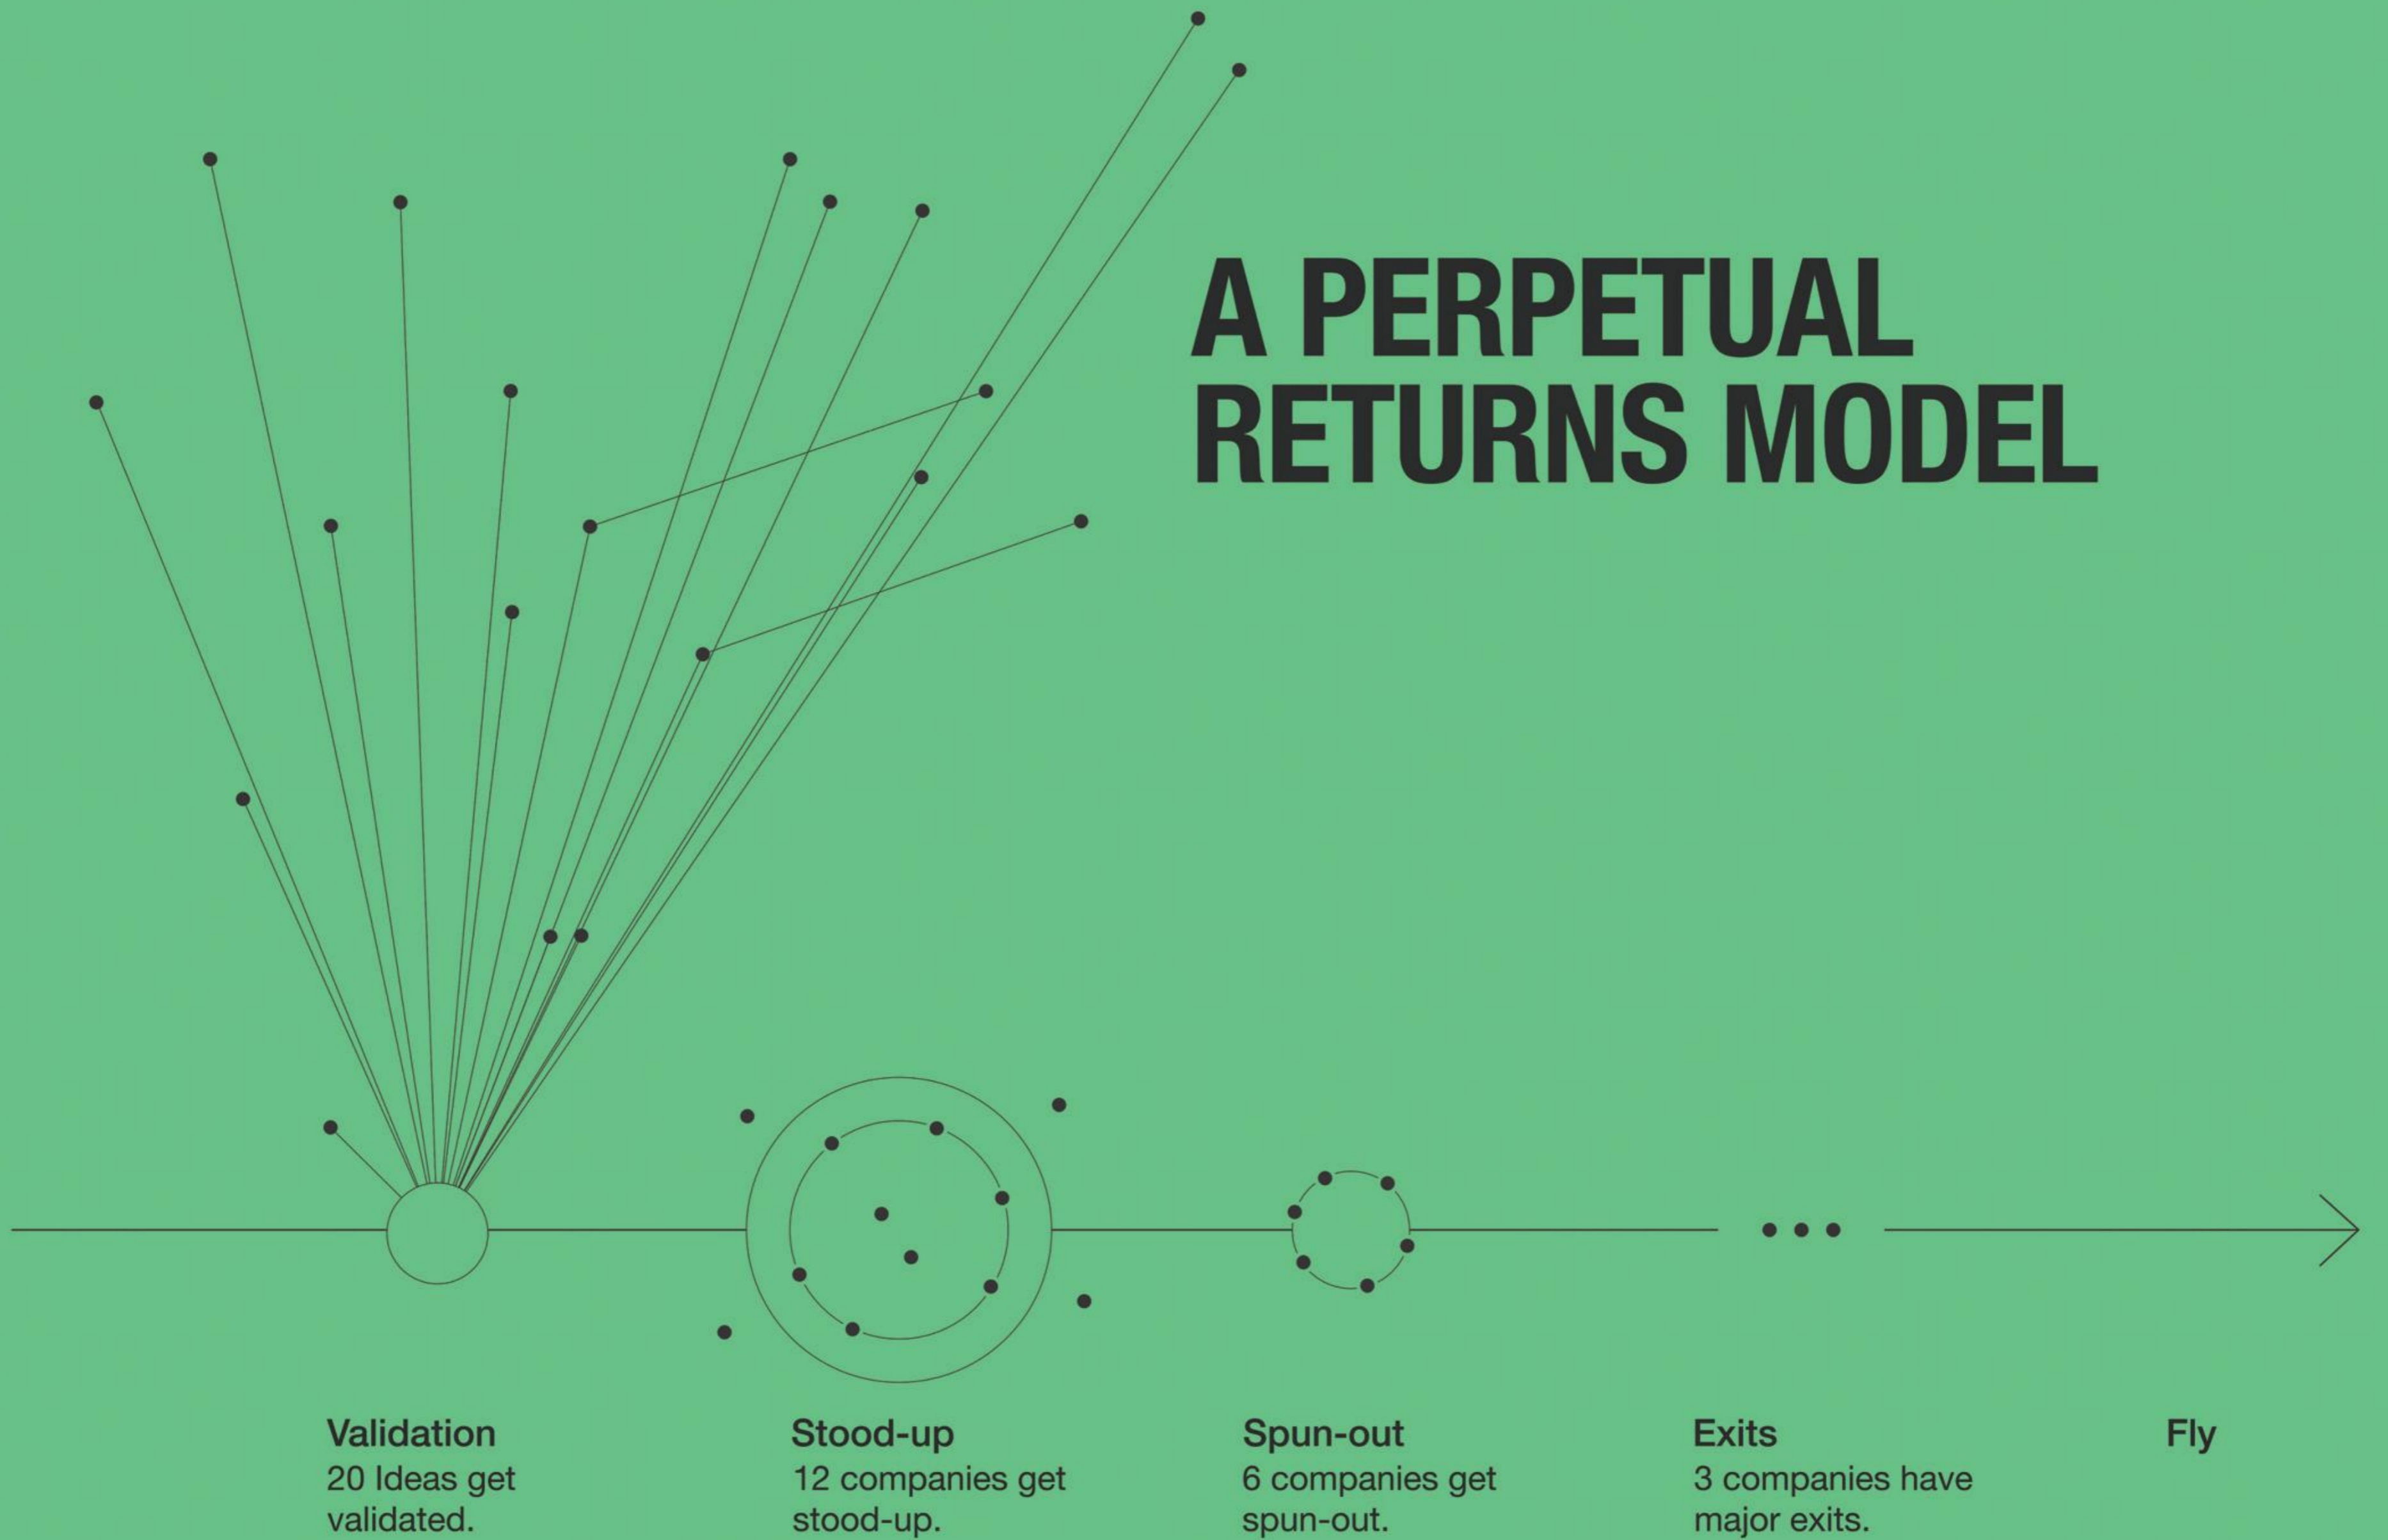 A PERPETUAL
RETURNS MODEL
Validation
20 Ideas get
validated.
Stood-up
12 companies get
stood-up.
Spun-out
6 companies get
spun-out.
Exits
3 companies have
major exits.
Fly